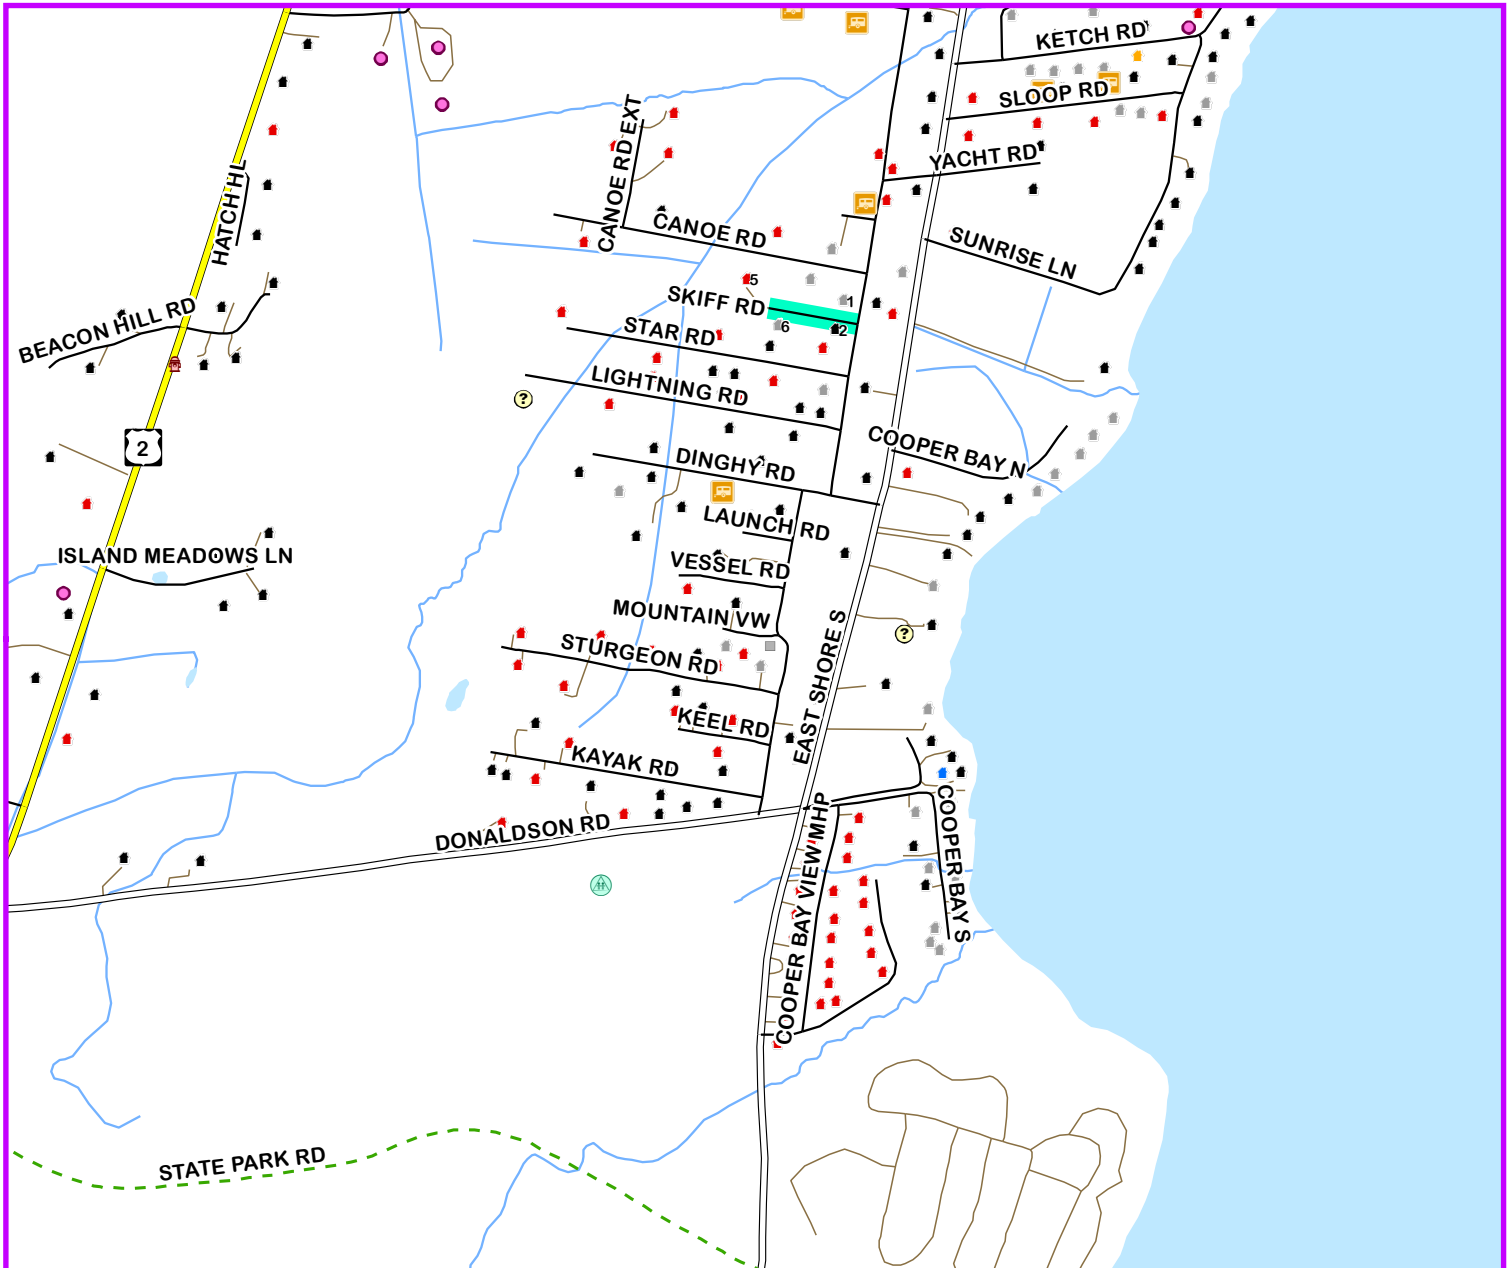 KETCH RD
SLOOP RD
YACHT RD
CANOE RD EXT
HATCH HL
CANOE RD
SUNRISE LN
5
SKIFF RD
1
6
2
BEACON HILL RD
STAR RD
LIGHTNING RD
?
2
COOPER BAY N
DINGHY RD
LAUNCH RD
ISLAND MEADOWS LN
VESSEL RD
MOUNTAIN VW
?
STURGEON RD
EAST SHORE S
KEEL RD
KAYAK RD
COOPER BAY S
DONALDSON RD
COOPER BAY VIEW MHP
STATE PARK RD